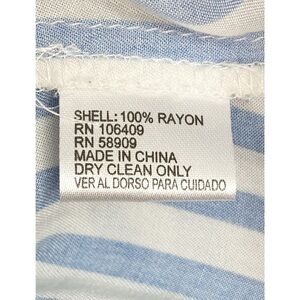 SHELL: 100% RAYON
RN 106409
RN 58909
MADE IN CHINA
DRY CLEAN ONLY
VER AL DORSO PARA CUIDADO